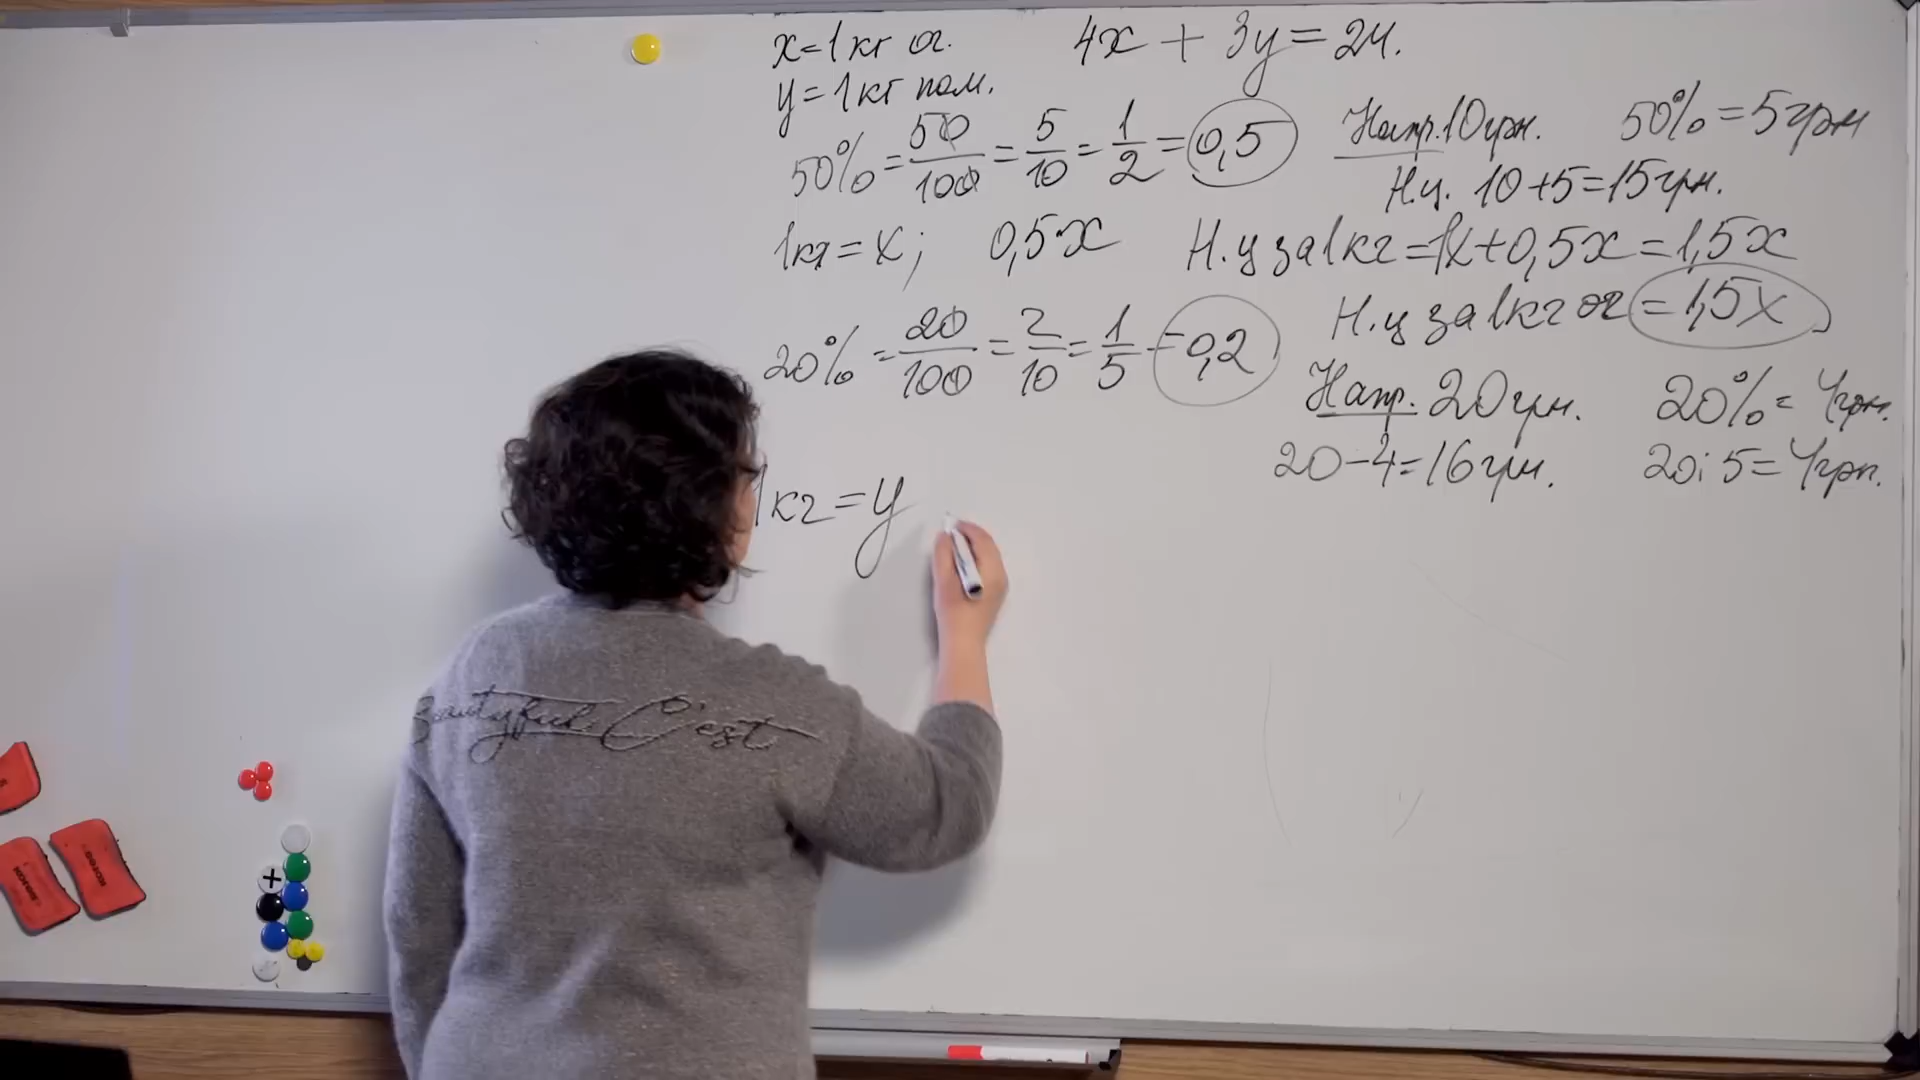 x=1кг ог.
4x + 3y = 24.
y=1кг пом.
50% = 50/100 = 5/10 = 1/2 = 0,5
Напр. 10грн. 50% = 5грн
Н.ц. 10+5=15грн.
1кг = x; 0,5·x
Н.ц за 1кг = 1x+0,5x = 1,5x
Н.ц за 1кг ог = 1,5x
20% = 20/100 = 2/10 = 1/5 = 0,2
Напр. 20грн. 20% = 4грн.
20-4=16грн. 20:5=4грн.
1кг = y
Beautyful C'est